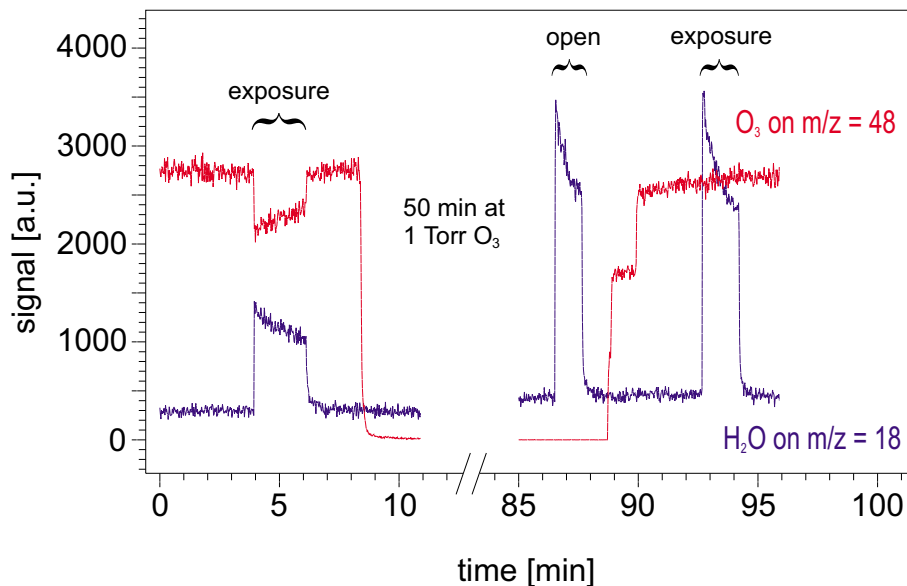 4000
3000
2000
1000
0
signal [a.u.]
exposure
open
exposure
O₃ on m/z = 48
50 min at
1 Torr O₃
H₂O on m/z = 18
0 5 10 85 90 95 100
time [min]